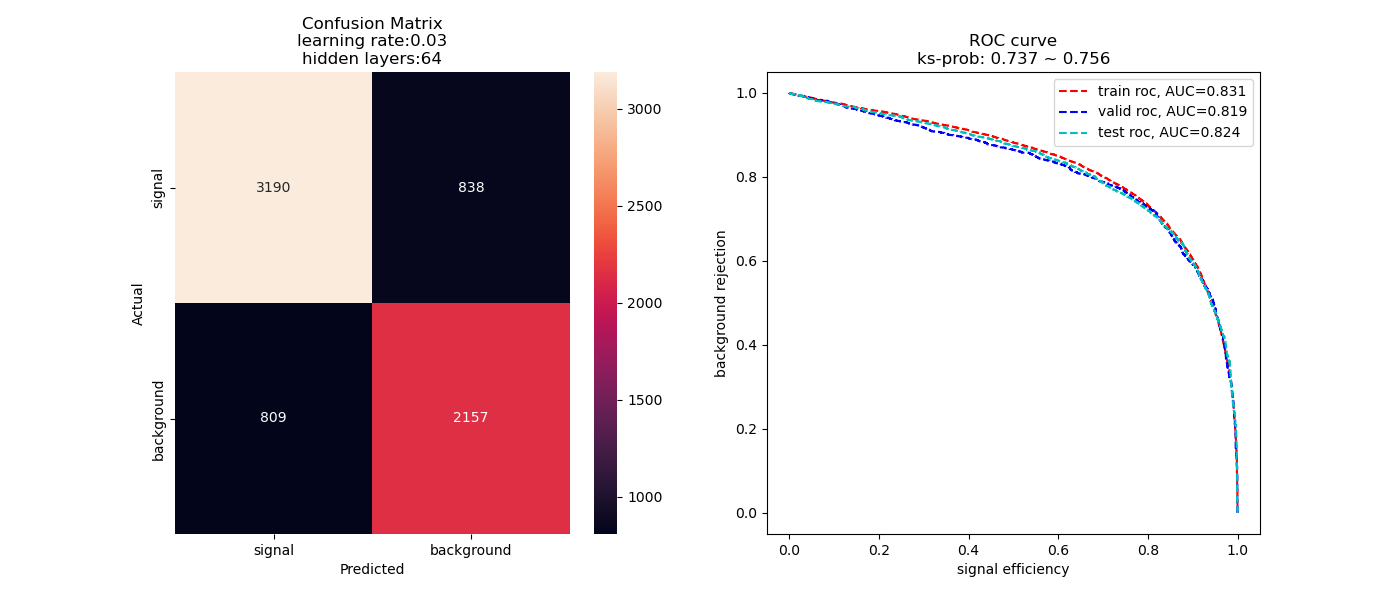 Confusion Matrix
learning rate:0.03
hidden layers:64
signal
background
Actual
3190
838
809
2157
signal
background
Predicted
3000
2500
2000
1500
1000
ROC curve
ks-prob: 0.737 ~ 0.756
train roc, AUC=0.831
valid roc, AUC=0.819
test roc, AUC=0.824
background rejection
1.0
0.8
0.6
0.4
0.2
0.0
0.0
0.2
0.4
0.6
0.8
1.0
signal efficiency